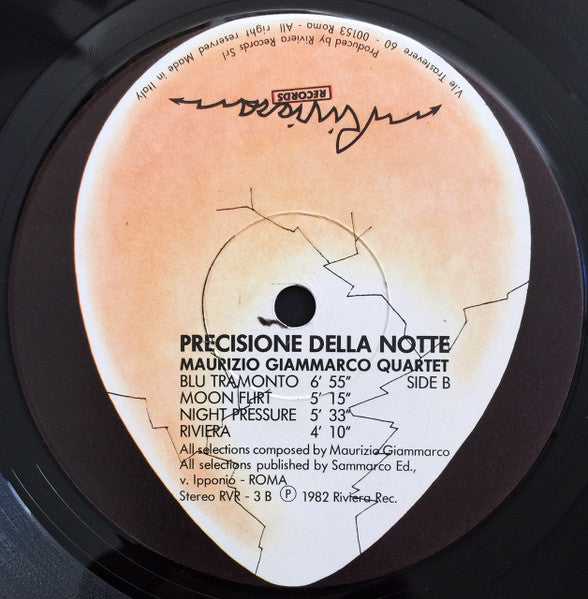 Riviera
RECORDS
Produced by Riviera Records Srl
V.le Trastevere 60 - 00153 Roma - All right reserved Made in Italy
PRECISIONE DELLA NOTTE
MAURIZIO GIAMMARCO QUARTET
BLU TRAMONTO 6' 55" SIDE B
MOON FLIRT 5' 15"
NIGHT PRESSURE 5' 33"
RIVIERA 4' 10"
All selections composed by Maurizio Giammarco
All selections published by Sammarco Ed.,
v. Ipponio - ROMA
Stereo RVR - 3 B Ⓟ 1982 Riviera Rec.